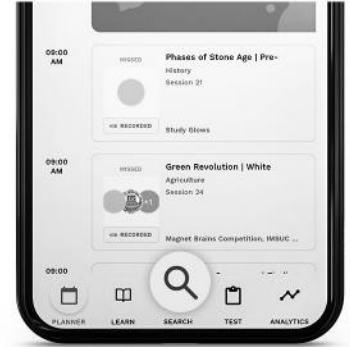 09:00
AM
MISSED
Phases of Stone Age | Pre-
History
Session 21
RECORDED
Study Glows
09:00
AM
MISSED
Green Revolution | White
Agriculture
Session 24
+1
RECORDED
Magnet Brains Competition, IMSUC ...
09:00
PLANNER
LEARN
SEARCH
TEST
ANALYTICS